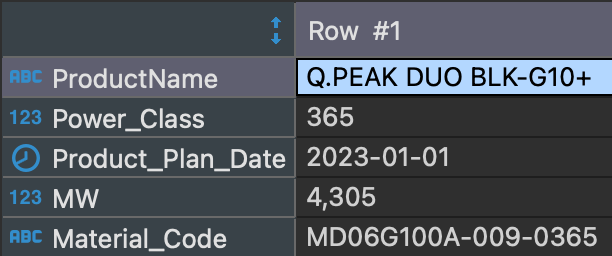 Row #1
ABC ProductName Q.PEAK DUO BLK-G10+
123 Power_Class 365
Product_Plan_Date 2023-01-01
123 MW 4,305
ABC Material_Code MD06G100A-009-0365